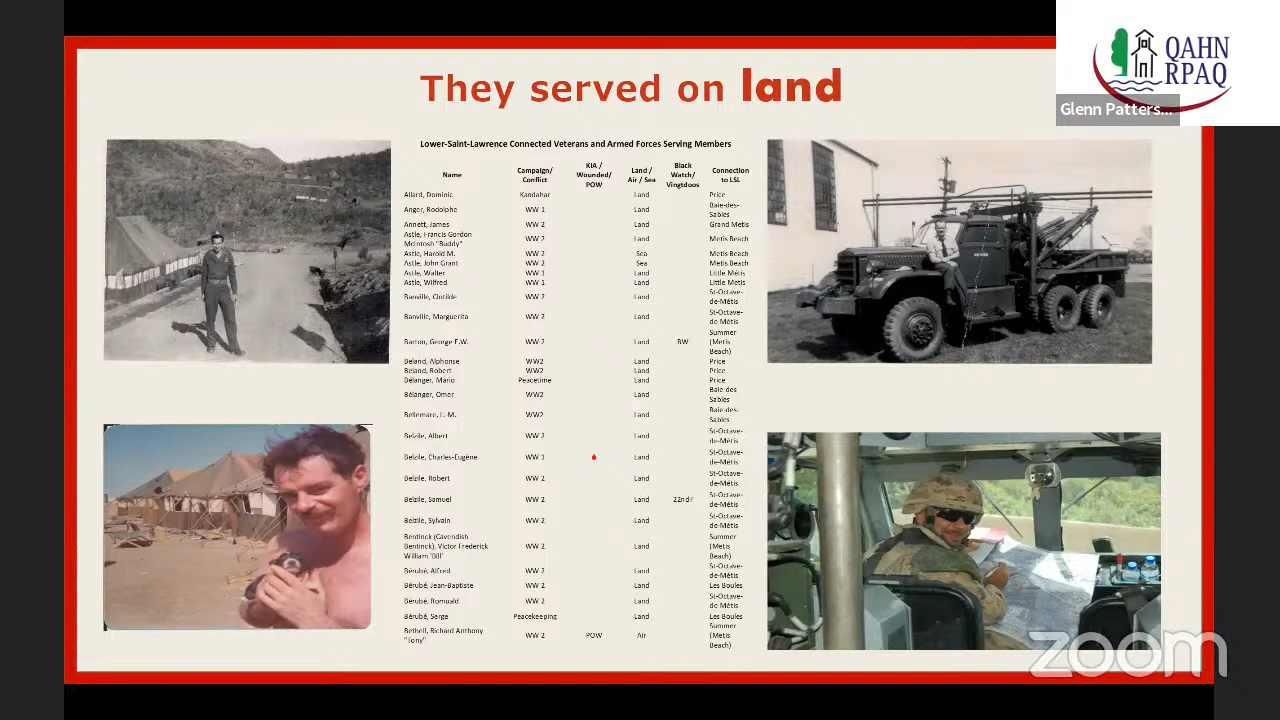 They served on land
QAHN
RPAQ
Glenn Patters...
Lower-Saint-Lawrence Connected Veterans and Armed Forces Serving Members
Name Campaign/ Conflict KIA / Wounded/ POW Land / Air / Sea Black Watch/ Vingtdoos Connection to LSL
Allard, Dominic Kandahar Land Price
Anger, Rodolphe WW 1 Land Baie-des-Sables
Annett, James WW 2 Land Grand Metis
Astle, Francis Gordon McIntosh "Buddy" WW 2 Land Metis Beach
Astle, Harold M. WW 2 Sea Metis Beach
Astle, John Grant WW 2 Sea Metis Beach
Astle, Walter WW 1 Land Little Métis
Astle, Wilfred WW 1 Land Little Metis
Banville, Clotilde WW 2 Land St-Octave-de-Métis
Banville, Marguerita WW 2 Land St-Octave-de-Métis
Barton, George F.W. WW 2 Land BW Summer (Metis Beach)
Beland, Alphonse WW2 Land Price
Beland, Robert WW2 Land Price
Bélanger, Mario Peacetime Land Price
Bélanger, Omer WW2 Land Baie des Sables
Bellemare, L. M. WW2 Land Baie-des-Sables
Belzile, Albert WW 2 Land St-Octave-de-Métis
Belzile, Charles-Eugène WW 1 Land St-Octave-de-Métis
Belzile, Robert WW 2 Land St-Octave-de-Métis
Belzile, Samuel WW 2 Land 22nd? St-Octave-de-Métis
Belzile, Sylvain WW 2 Land St-Octave-de-Métis
Bentinck (Cavendish Bentinck), Victor Frederick William 'Bill' WW 2 Land Summer (Metis Beach)
Bérubé, Alfred WW 2 Land St-Octave-de-Métis
Bérubé, Jean-Baptiste WW 2 Land Les Boules
Bérubé, Romuald WW 2 Land St-Octave-de-Métis
Bérubé, Serge Peacekeeping Land Les Boules
Bethell, Richard Anthony "Tony" WW 2 POW Air Summer (Metis Beach)
zoom